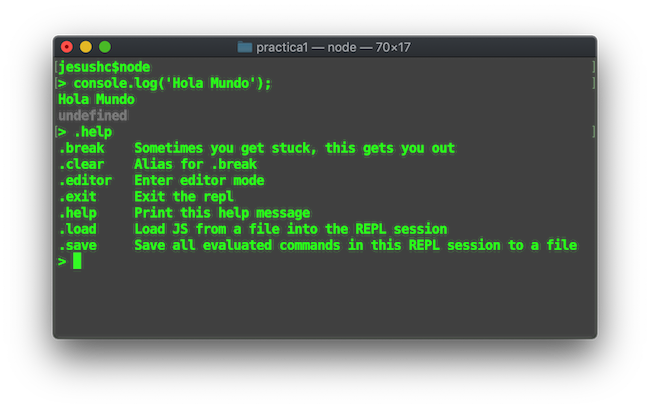 practica1 — node — 70×17
jesushc$node
> console.log('Hola Mundo');
Hola Mundo
undefined
> .help
.break    Sometimes you get stuck, this gets you out
.clear    Alias for .break
.editor   Enter editor mode
.exit     Exit the repl
.help     Print this help message
.load     Load JS from a file into the REPL session
.save     Save all evaluated commands in this REPL session to a file
>